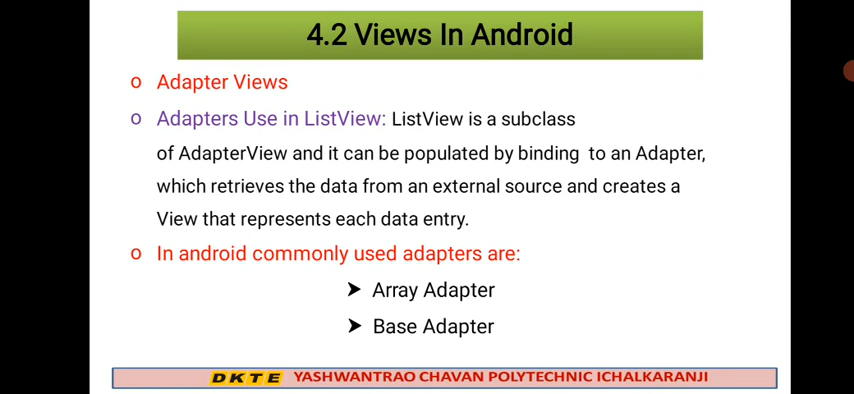 4.2 Views In Android
o Adapter Views
o Adapters Use in ListView: ListView is a subclass
of AdapterView and it can be populated by binding to an Adapter,
which retrieves the data from an external source and creates a
View that represents each data entry.
o In android commonly used adapters are:
➤ Array Adapter
➤ Base Adapter
DKTE YASHWANTRAO CHAVAN POLYTECHNIC ICHALKARANJI